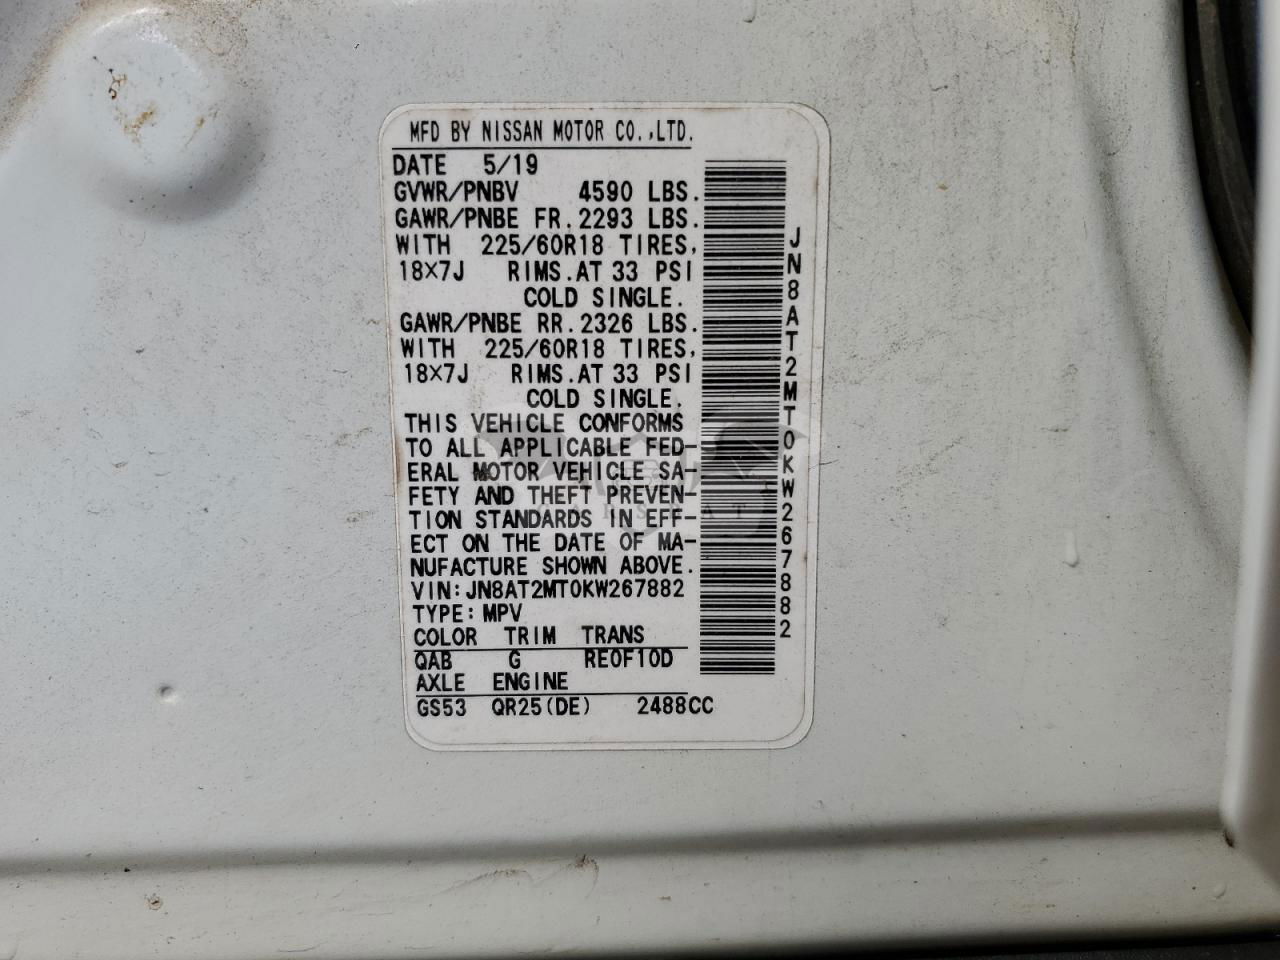 MFD BY NISSAN MOTOR CO.,LTD.
DATE 5/19
GVWR/PNBV 4590 LBS.
GAWR/PNBE FR.2293 LBS.
WITH 225/60R18 TIRES,
18×7J RIMS.AT 33 PSI
COLD SINGLE.
GAWR/PNBE RR.2326 LBS.
WITH 225/60R18 TIRES,
18×7J RIMS.AT 33 PSI
COLD SINGLE.
THIS VEHICLE CONFORMS
TO ALL APPLICABLE FED-
ERAL MOTOR VEHICLE SA-
FETY AND THEFT PREVEN-
TION STANDARDS IN EFF-
ECT ON THE DATE OF MA-
NUFACTURE SHOWN ABOVE.
VIN:JN8AT2MT0KW267882
TYPE:MPV
COLOR TRIM TRANS
QAB G RE0F10D
AXLE ENGINE
GS53 QR25(DE) 2488CC
JN8AT2MT0KW267882